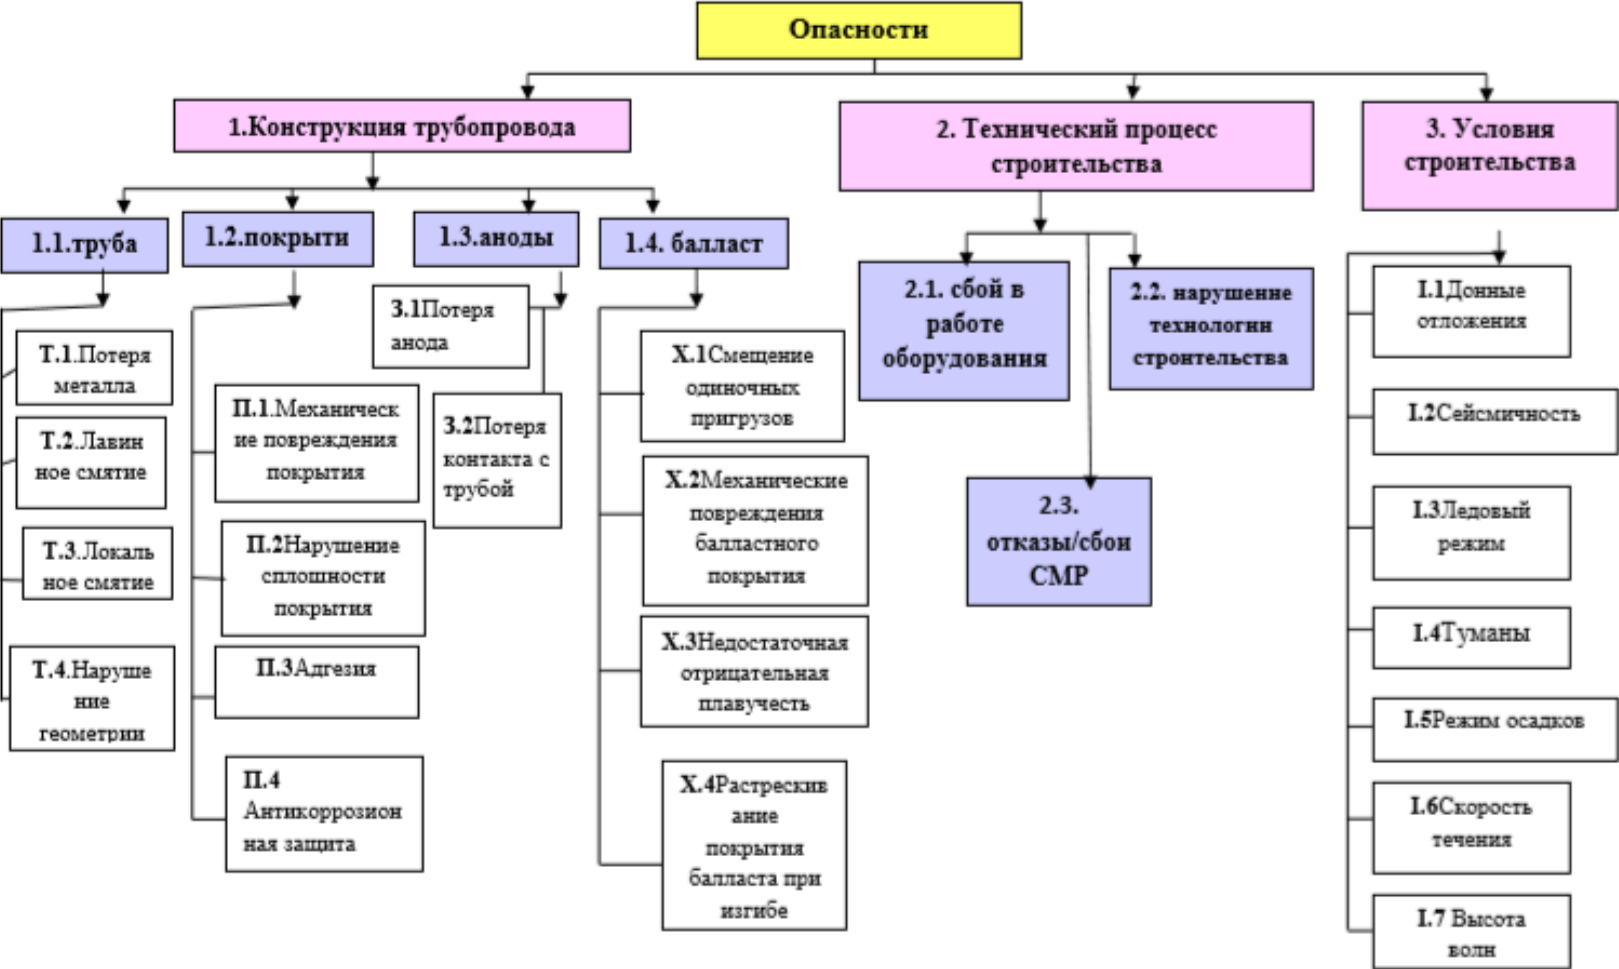 Опасности
1.Конструкция трубопровода
2. Технический процесс
строительства
3. Условия
строительства
1.1.труба
1.2.покрыти
1.3.аноды
1.4. балласт
Т.1.Потеря
металла
Т.2.Лавин
ное смятие
Т.3.Локаль
ное смятие
Т.4.Наруше
ние
геометрии
П.1.Механическ
ие повреждения
покрытия
П.2Нарушение
сплошности
покрытия
П.3Адгезия
П.4
Антикоррозион
ная защита
З.1Потеря
анода
З.2Потеря
контакта с
трубой
Х.1Смещение
одиночных
пригрузов
Х.2Механические
повреждения
балластного
покрытия
Х.3Недостаточная
отрицательная
плавучесть
Х.4Растрескив
ание
покрытия
балласта при
изгибе
2.1. сбой в
работе
оборудования
2.2. нарушение
технологии
строительства
2.3.
отказы/сбои
СМР
I.1Донные
отложения
I.2Сейсмичность
I.3Ледовый
режим
I.4Туманы
I.5Режим осадков
I.6Скорость
течения
I.7 Высота
волн